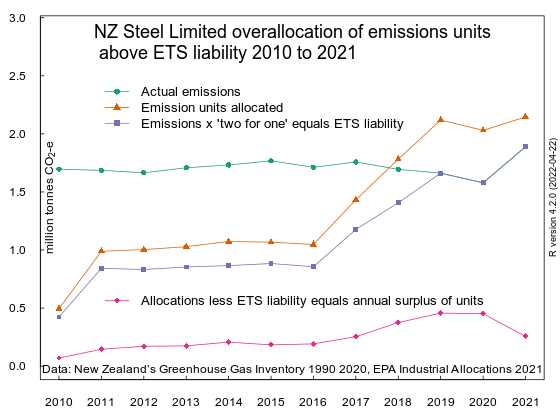 NZ Steel Limited overallocation of emissions units
above ETS liability 2010 to 2021
3.0
2.5
2.0
1.5
1.0
0.5
0.0
million tonnes CO2-e
Actual emissions
Emission units allocated
Emissions x 'two for one' equals ETS liability
Allocations less ETS liability equals annual surplus of units
Data: New Zealand's Greenhouse Gas Inventory 1990 2020, EPA Industrial Allocations 2021
2010 2011 2012 2013 2014 2015 2016 2017 2018 2019 2020 2021
R version 4.2.0 (2022-04-22)